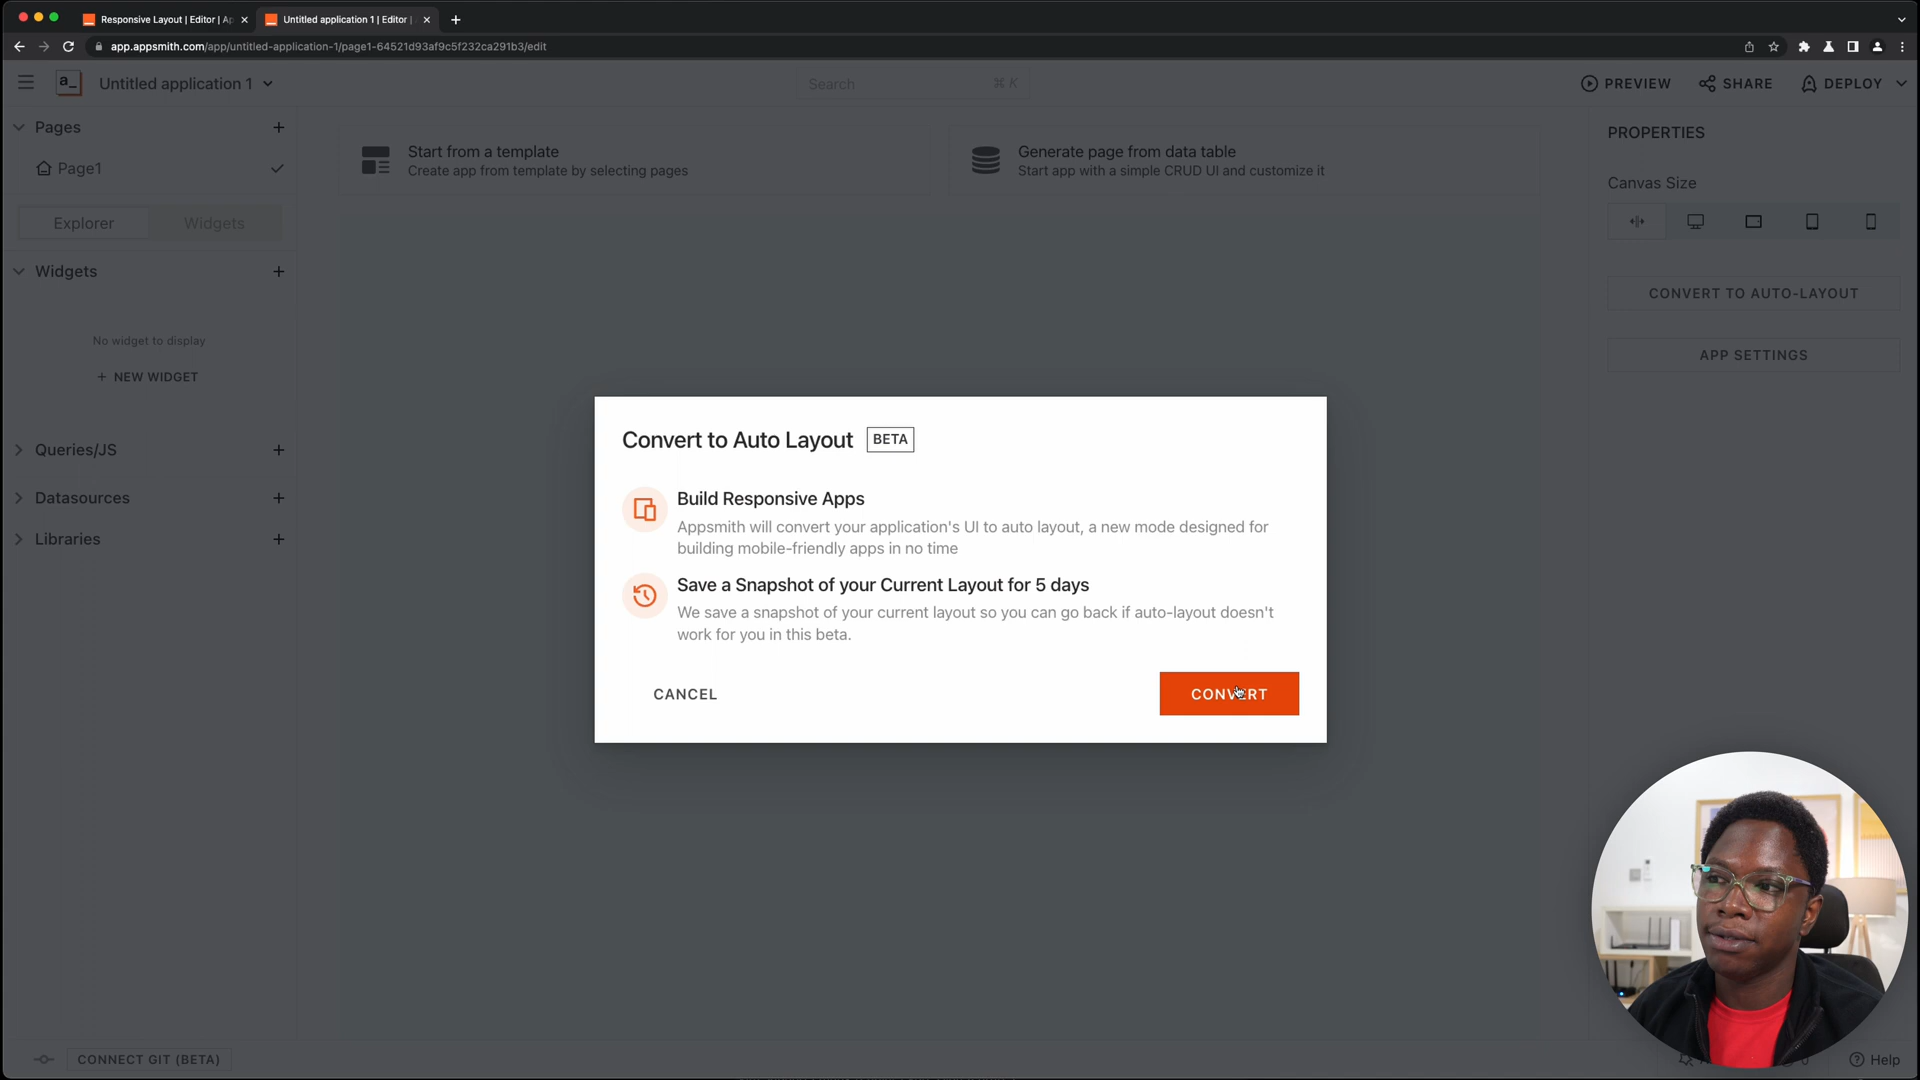 Responsive Layout | Editor | Ap
Untitled application 1 | Editor |
app.appsmith.com/app/untitled-application-1/page1-64521d93af9c5f232ca291b3/edit
a_
Untitled application 1
Search ⌘ K
PREVIEW
SHARE
DEPLOY
Pages
Page1
Explorer
Widgets
Widgets
No widget to display
+ NEW WIDGET
Queries/JS
Datasources
Libraries
Start from a template
Create app from template by selecting pages
Generate page from data table
Start app with a simple CRUD UI and customize it
PROPERTIES
Canvas Size
CONVERT TO AUTO-LAYOUT
APP SETTINGS
Convert to Auto Layout BETA
Build Responsive Apps
Appsmith will convert your application's UI to auto layout, a new mode designed for
building mobile-friendly apps in no time
Save a Snapshot of your Current Layout for 5 days
We save a snapshot of your current layout so you can go back if auto-layout doesn't
work for you in this beta.
CANCEL
CONVERT
CONNECT GIT (BETA)
Help